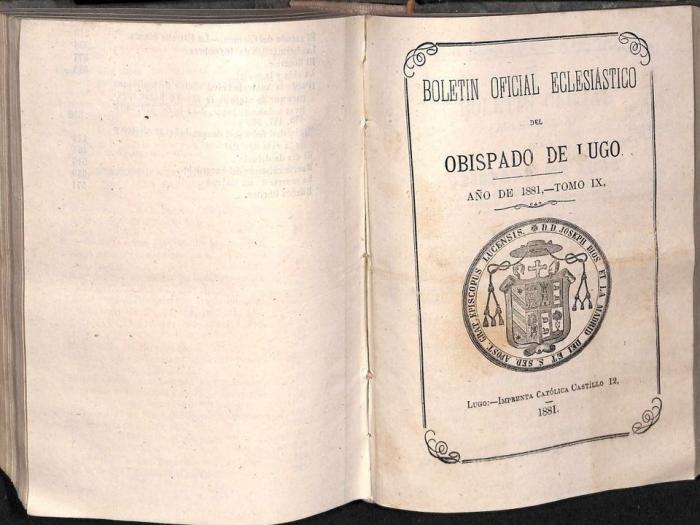 BOLETIN OFICIAL ECLESIÁSTICO
DEL
OBISPADO DE LUGO.
AÑO DE 1881,—TOMO IX.
D. D. JOSEPH RIOS ET LA MADRID DEI ET S. SED APOST. GRAT. EPISCOPUS LUCENSIS.
LUGO:—IMPRENTA CATÓLICA CASTILLO 12,
1881.